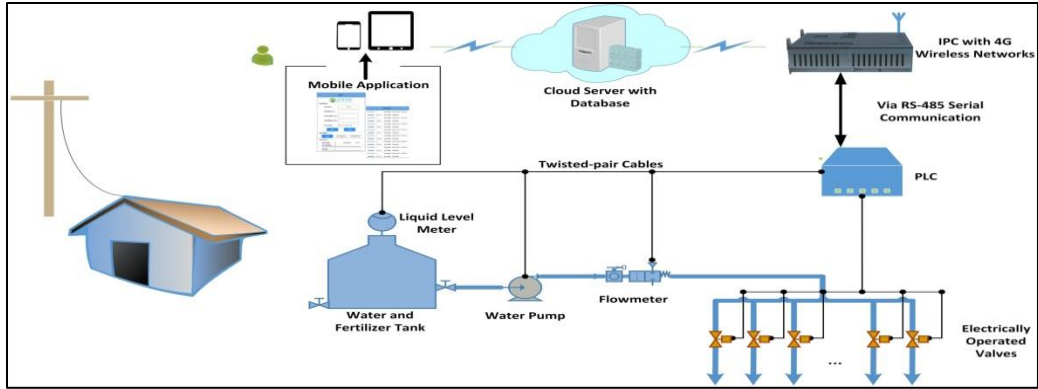 IPC with 4G
Wireless Networks
Mobile Application
Cloud Server with
Database
Via RS-485 Serial
Communication
Twisted-pair Cables
PLC
Liquid Level
Meter
Flowmeter
Water and
Fertilizer Tank
Water Pump
Electrically
Operated
Valves
...